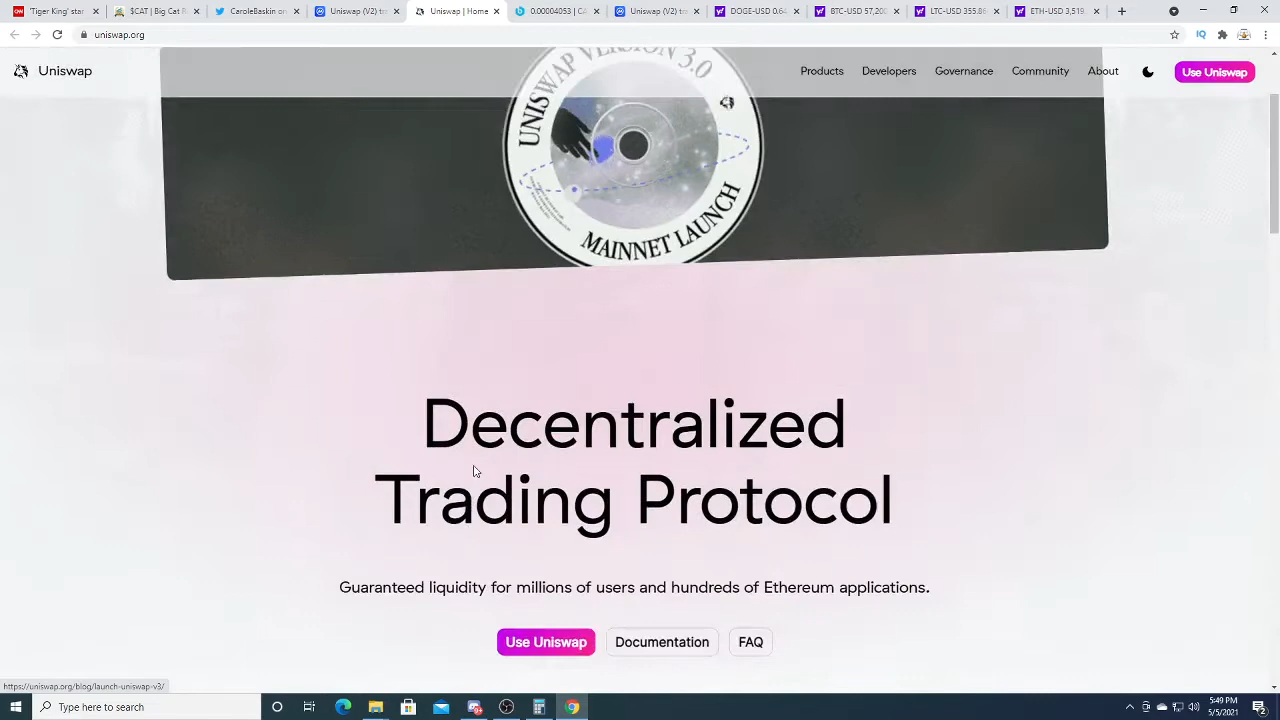 Tiger King' star
$CAT | Big Cat R
CaroleBaskin on
Uniswap (V2) tr
Uniswap | Home
0.00004053 | CA
Uniswap (V2) tr
DOGE-USD 0.64
BTC-USD 57,200
LTC-USD 355.86
ETH-USD 3,519
uniswap.org
Uniswap
Products
Developers
Governance
Community
About
Use Uniswap
UNISWAP VERSION 3.0
MAINNET LAUNCH
Decentralized
Trading Protocol
Guaranteed liquidity for millions of users and hundreds of Ethereum applications.
Use Uniswap
Documentation
FAQ
https://uniswap.org/blog/launch-uniswap-v3/
Type here to search
5:49 PM
5/5/2021